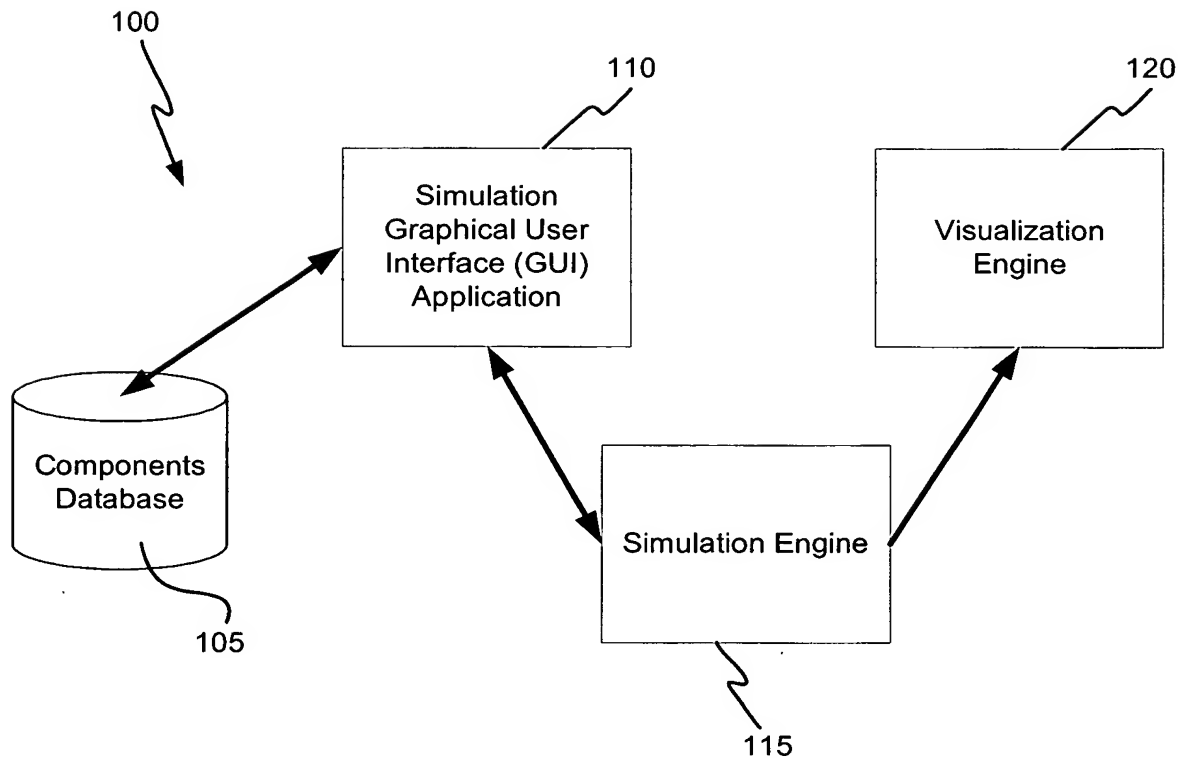 100
110
120
Simulation
Graphical User
Interface (GUI)
Application
Visualization
Engine
Components
Database
Simulation Engine
105
115